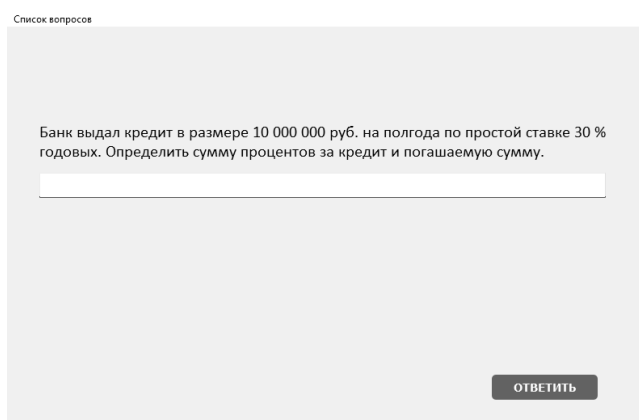 Список вопросов
Банк выдал кредит в размере 10 000 000 руб. на полгода по простой ставке 30 %
годовых. Определить сумму процентов за кредит и погашаемую сумму.
ОТВЕТИТЬ